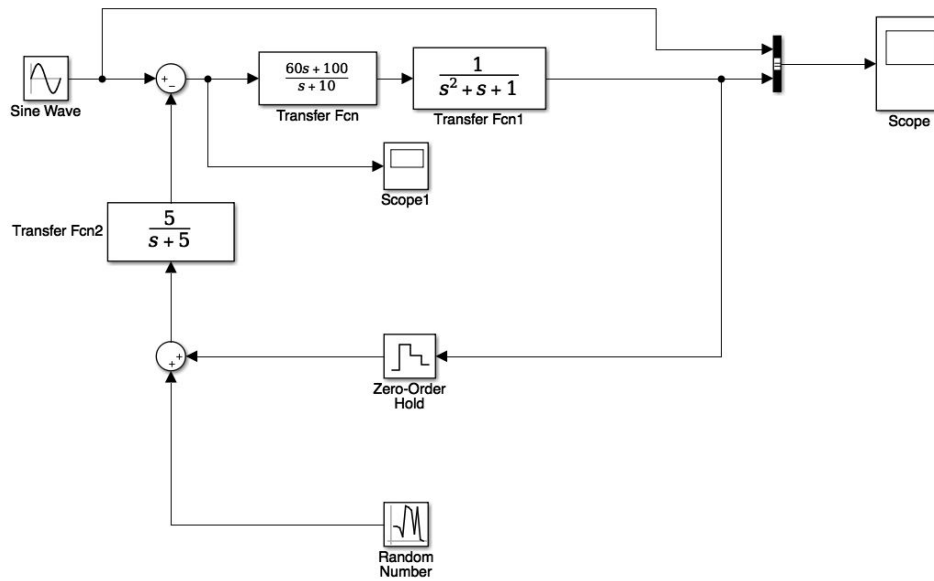 Sine Wave
+
−
60s + 100
s + 10
Transfer Fcn
1
s² + s + 1
Transfer Fcn1
Scope
Scope1
Transfer Fcn2
5
s + 5
+
+
Zero-Order
Hold
Random
Number